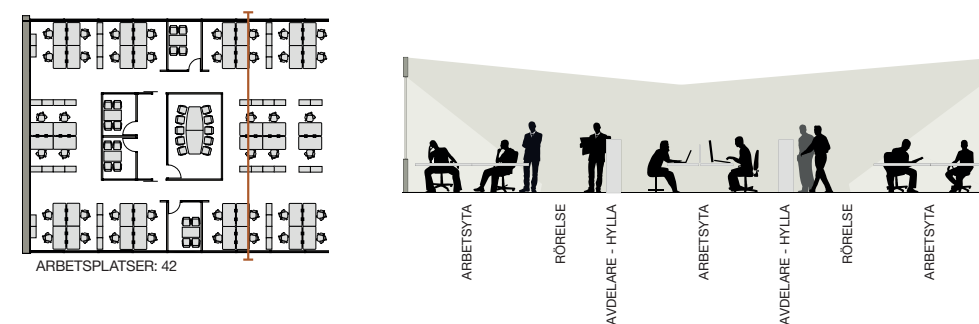 ARBETSPLATSER: 42
ARBETSYTA
RÖRELSE
AVDELARE - HYLLA
ARBETSYTA
AVDELARE - HYLLA
RÖRELSE
ARBETSYTA